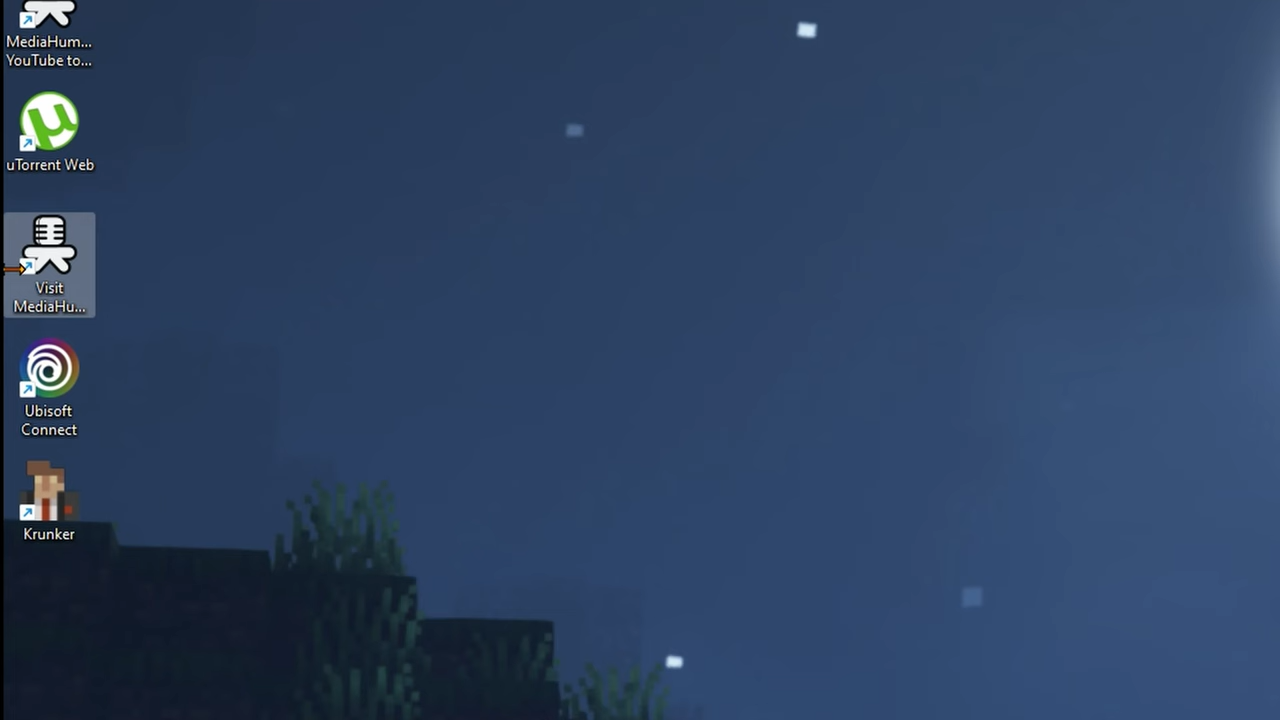 MediaHum...
YouTube to...
uTorrent Web
Visit
MediaHu...
Ubisoft
Connect
Krunker